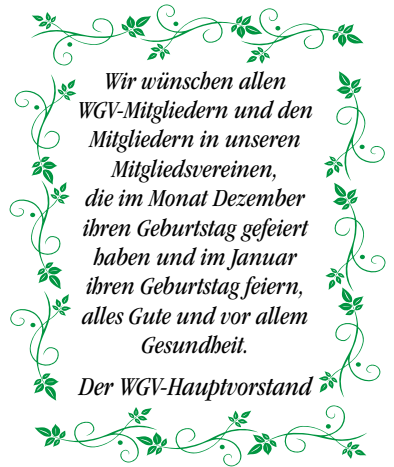 Wir wünschen allen
WGV-Mitgliedern und den
Mitgliedern in unseren
Mitgliedsvereinen,
die im Monat Dezember
ihren Geburtstag gefeiert
haben und im Januar
ihren Geburtstag feiern,
alles Gute und vor allem
Gesundheit.
Der WGV-Hauptvorstand